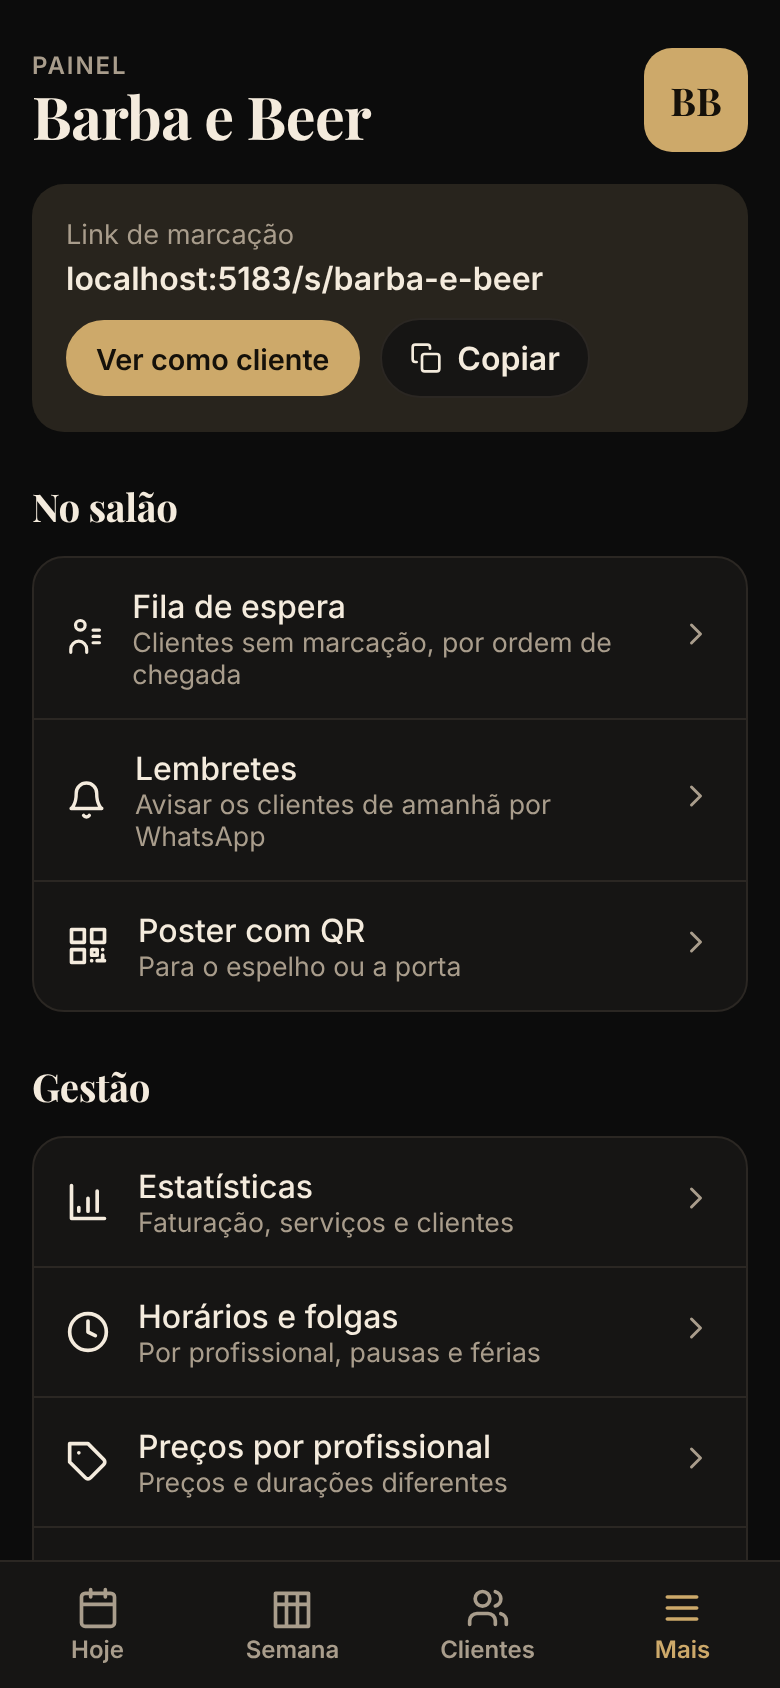 PAINEL
Barba e Beer
BB
Link de marcação
localhost:5183/s/barba-e-beer
Ver como cliente
Copiar
No salão
Fila de espera
Clientes sem marcação, por ordem de
chegada
Lembretes
Avisar os clientes de amanhã por
WhatsApp
Poster com QR
Para o espelho ou a porta
Gestão
Estatísticas
Faturação, serviços e clientes
Horários e folgas
Por profissional, pausas e férias
Preços por profissional
Preços e durações diferentes
Hoje
Semana
Clientes
Mais